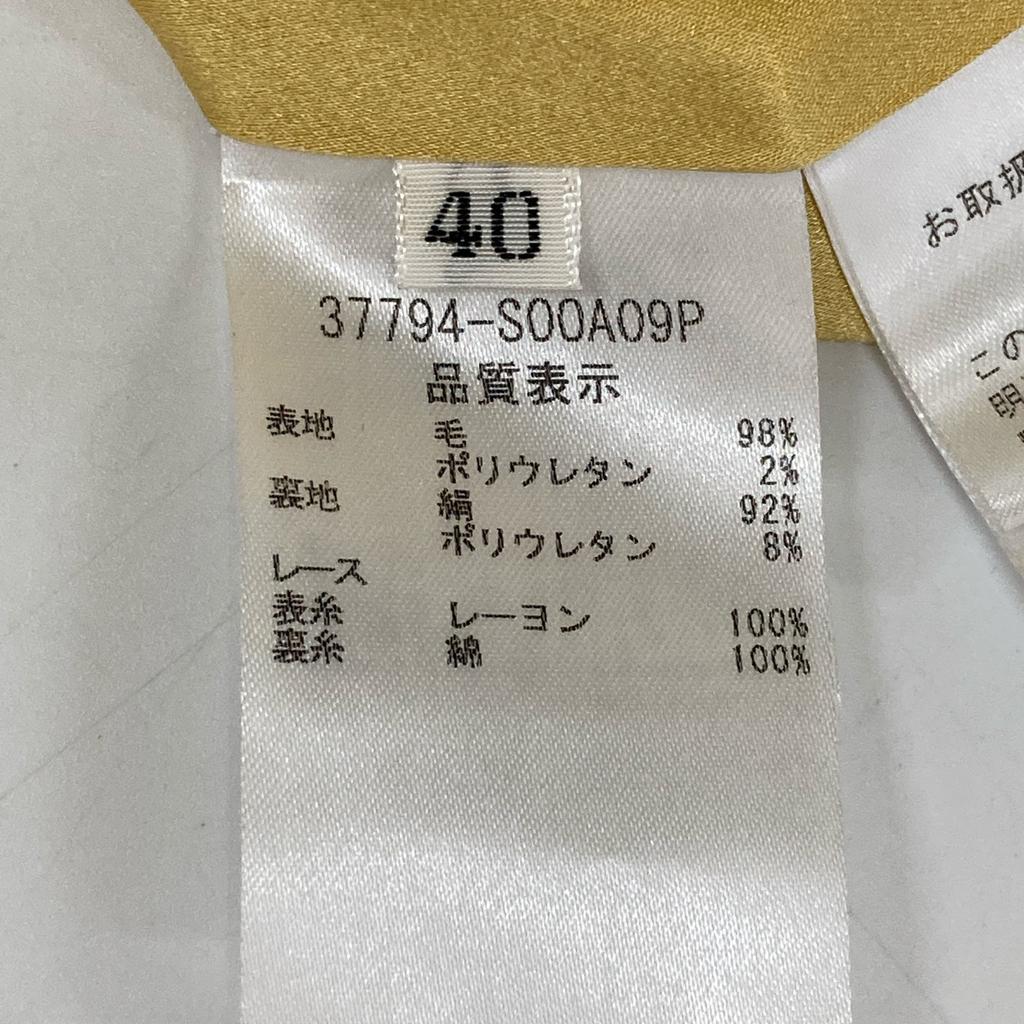 40
37794-S00A09P
品質表示
表地 毛 98%
ポリウレタン 2%
裏地 絹 92%
ポリウレタン 8%
レース
表糸 レーヨン 100%
裏糸 綿 100%
お取扱
この